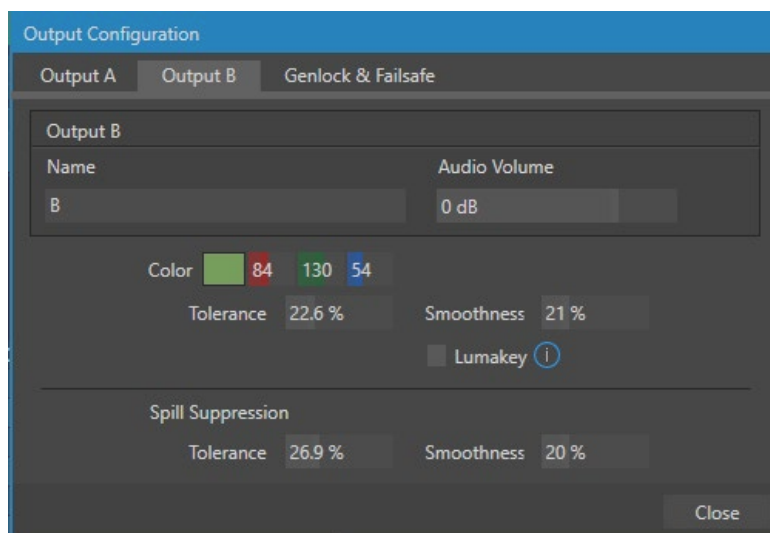 Output Configuration
Output A Output B Genlock & Failsafe
Output B
Name Audio Volume
B 0 dB
Color 84 130 54
Tolerance 22.6 % Smoothness 21 %
Lumakey i
Spill Suppression
Tolerance 26.9 % Smoothness 20 %
Close